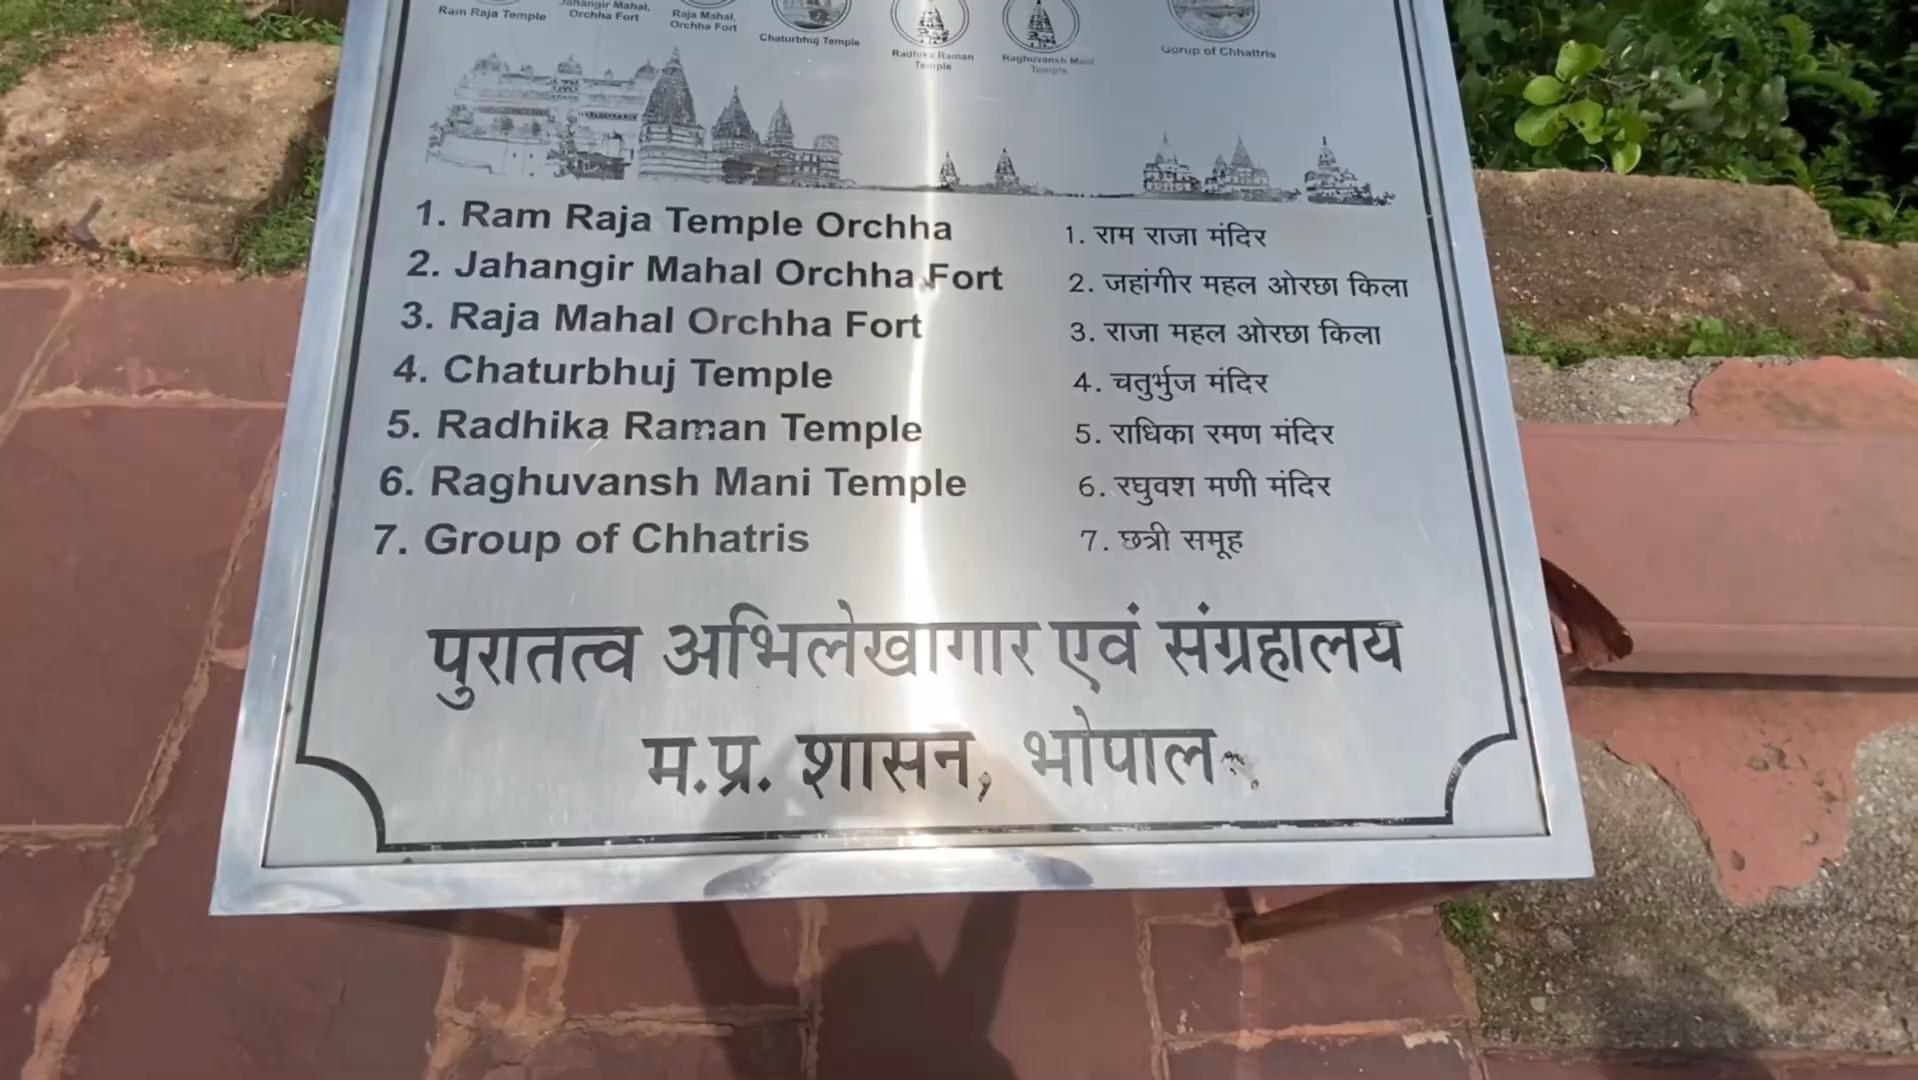 Ram Raja Temple
Jahangir Mahal,
Orchha Fort
Raja Mahal,
Orchha Fort
Chaturbhuj Temple
Radhika Raman
Temple
Raghuvansh Mani
Temple
Gorup of Chhattris
1. Ram Raja Temple Orchha
2. Jahangir Mahal Orchha Fort
3. Raja Mahal Orchha Fort
4. Chaturbhuj Temple
5. Radhika Raman Temple
6. Raghuvansh Mani Temple
7. Group of Chhatris
1. राम राजा मंदिर
2. जहांगीर महल ओरछा किला
3. राजा महल ओरछा किला
4. चतुर्भुज मंदिर
5. राधिका रमण मंदिर
6. रघुवश मणी मंदिर
7. छत्री समूह
पुरातत्व अभिलेखागार एवं संग्रहालय
म.प्र. शासन, भोपाल